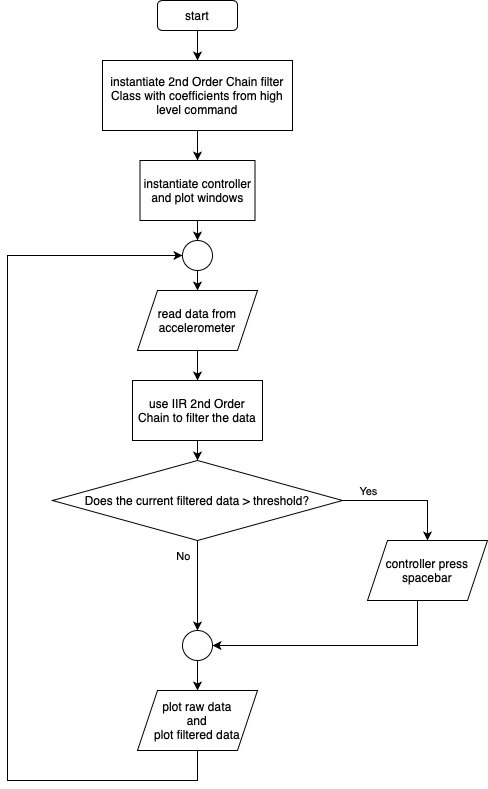 start
instantiate 2nd Order Chain filter
Class with coefficients from high
level command
instantiate controller
and plot windows
read data from
accelerometer
use IIR 2nd Order
Chain to filter the data
Does the current filtered data > threshold?
Yes
No
controller press
spacebar
plot raw data
and
plot filtered data